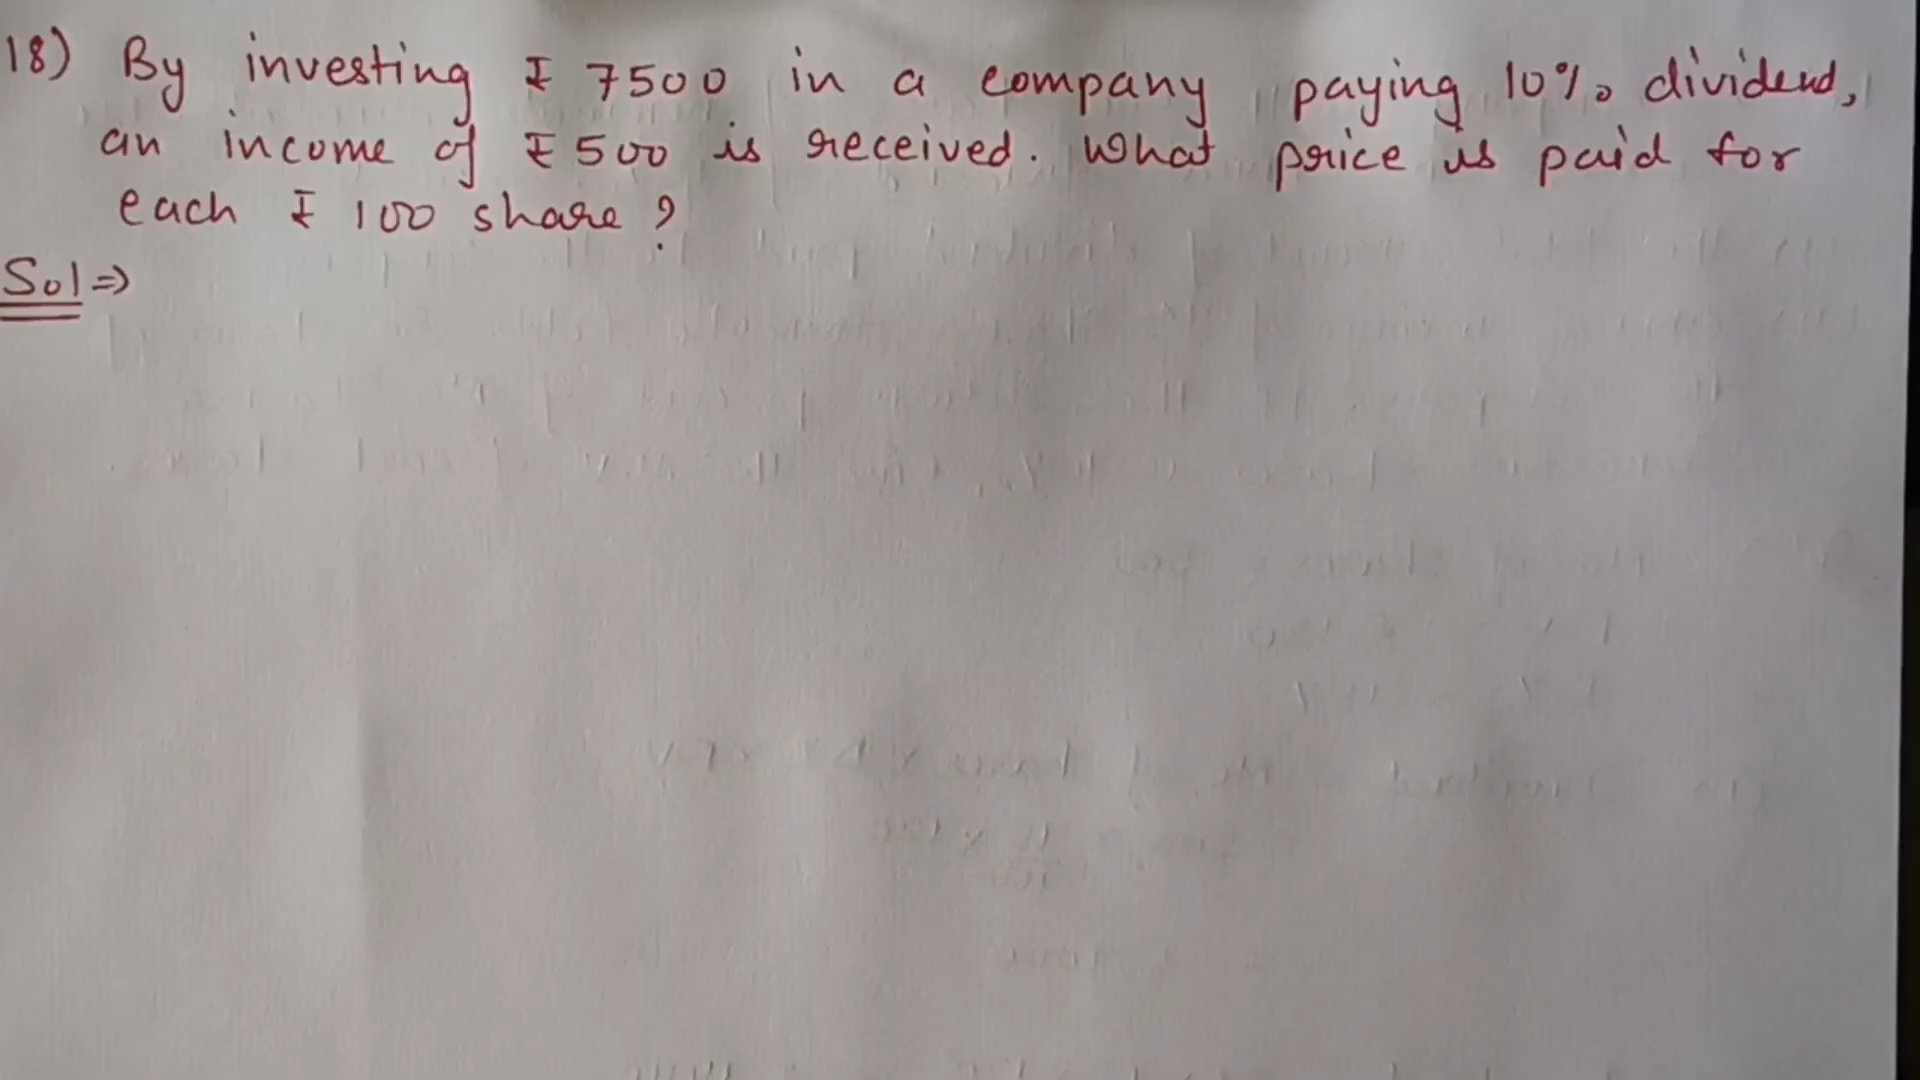 18) By investing ₹ 7500 in a company paying 10% dividend,
an income of ₹ 500 is received. What price is paid for
each ₹ 100 share ?
Sol ⇒